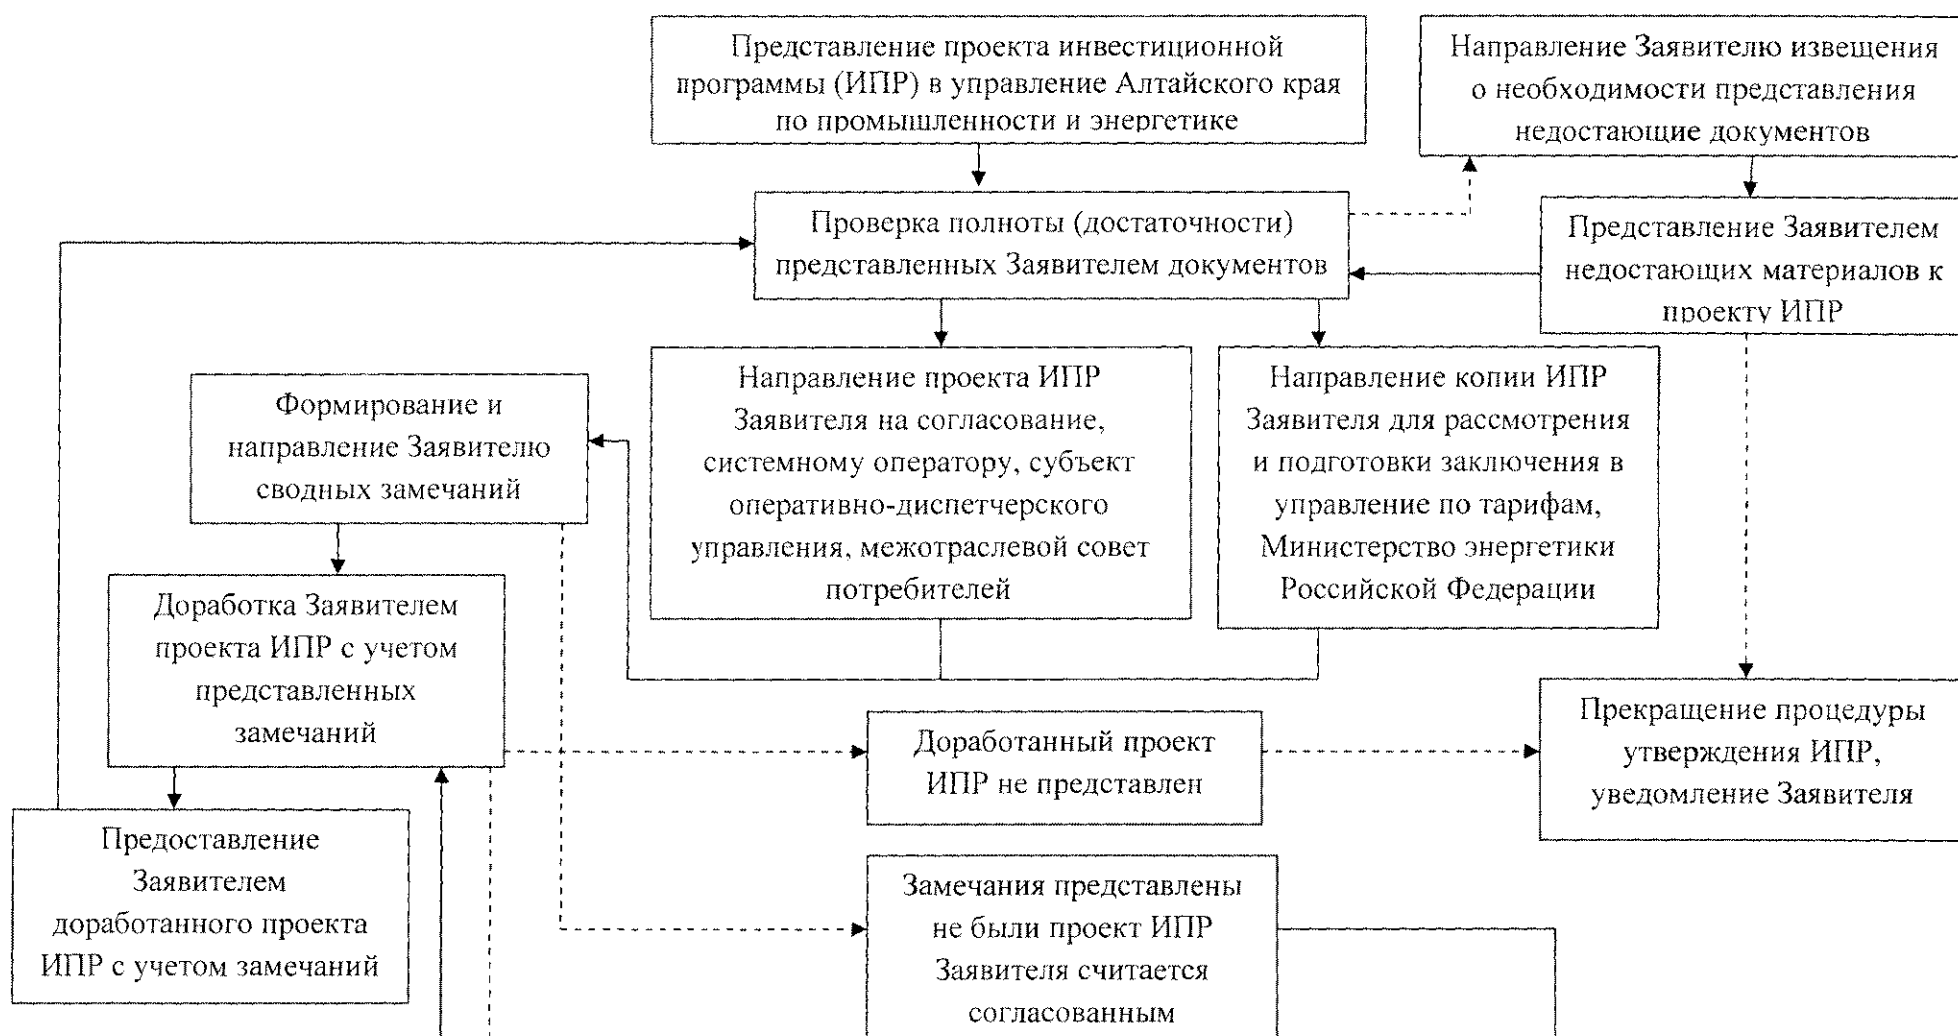 Представление проекта инвестиционной
программы (ИПР) в управление Алтайского края
по промышленности и энергетике
Направление Заявителю извещения
о необходимости представления
недостающие документов
Проверка полноты (достаточности)
представленных Заявителем документов
Представление Заявителем
недостающих материалов к
проекту ИПР
Формирование и
направление Заявителю
сводных замечаний
Направление проекта ИПР
Заявителя на согласование,
системному оператору, субъект
оперативно-диспетчерского
управления, межотраслевой совет
потребителей
Направление копии ИПР
Заявителя для рассмотрения
и подготовки заключения в
управление по тарифам,
Министерство энергетики
Российской Федерации
Доработка Заявителем
проекта ИПР с учетом
представленных
замечаний
Доработанный проект
ИПР не представлен
Прекращение процедуры
утверждения ИПР,
уведомление Заявителя
Предоставление
Заявителем
доработанного проекта
ИПР с учетом замечаний
Замечания представлены
не были проект ИПР
Заявителя считается
согласованным